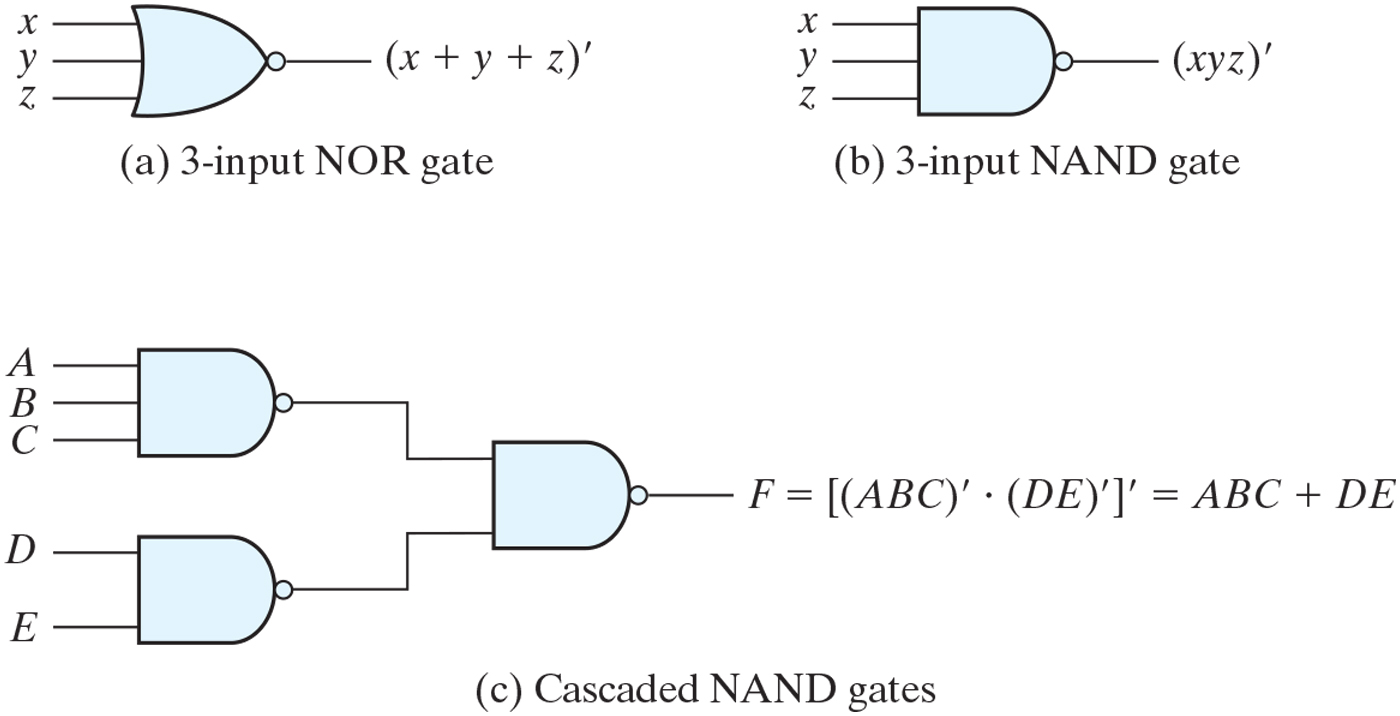 x
y
z
(x + y + z)′
(a) 3-input NOR gate
x
y
z
(xyz)′
(b) 3-input NAND gate
A
B
C
D
E
F = [(ABC)′ · (DE)′]′ = ABC + DE
(c) Cascaded NAND gates